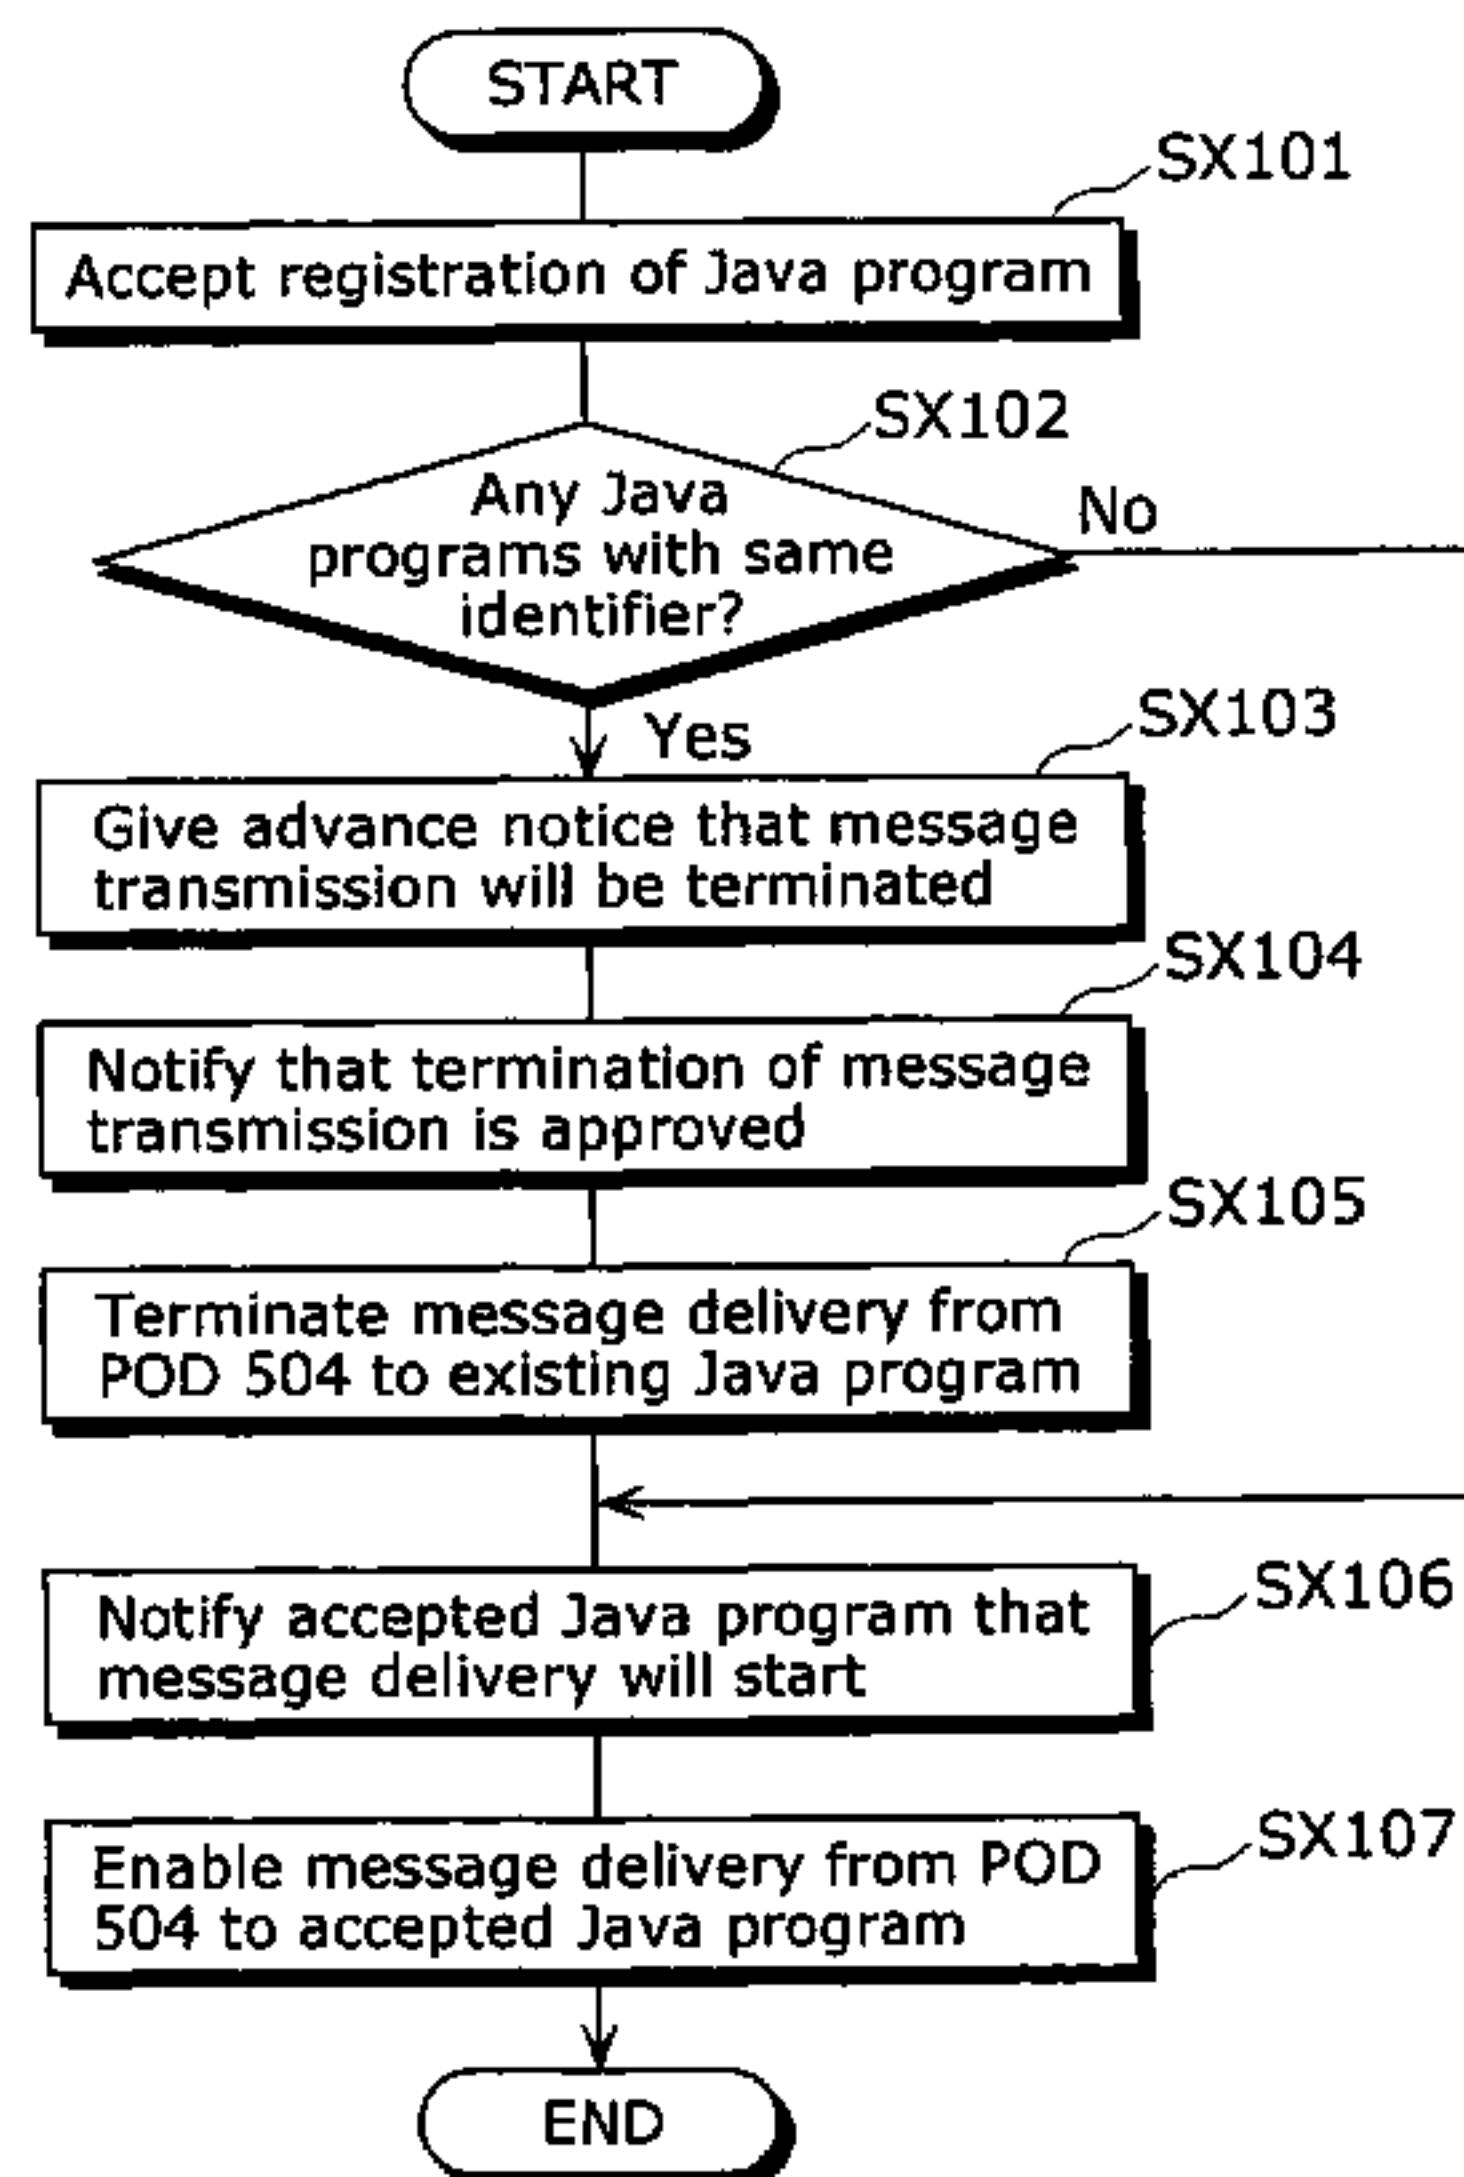 START
SX101
Accept registration of Java program
SX102
Any Java
programs with same
identifier?
No
Yes
SX103
Give advance notice that message
transmission will be terminated
SX104
Notify that termination of message
transmission is approved
SX105
Terminate message delivery from
POD 504 to existing Java program
SX106
Notify accepted Java program that
message delivery will start
SX107
Enable message delivery from POD
504 to accepted Java program
END